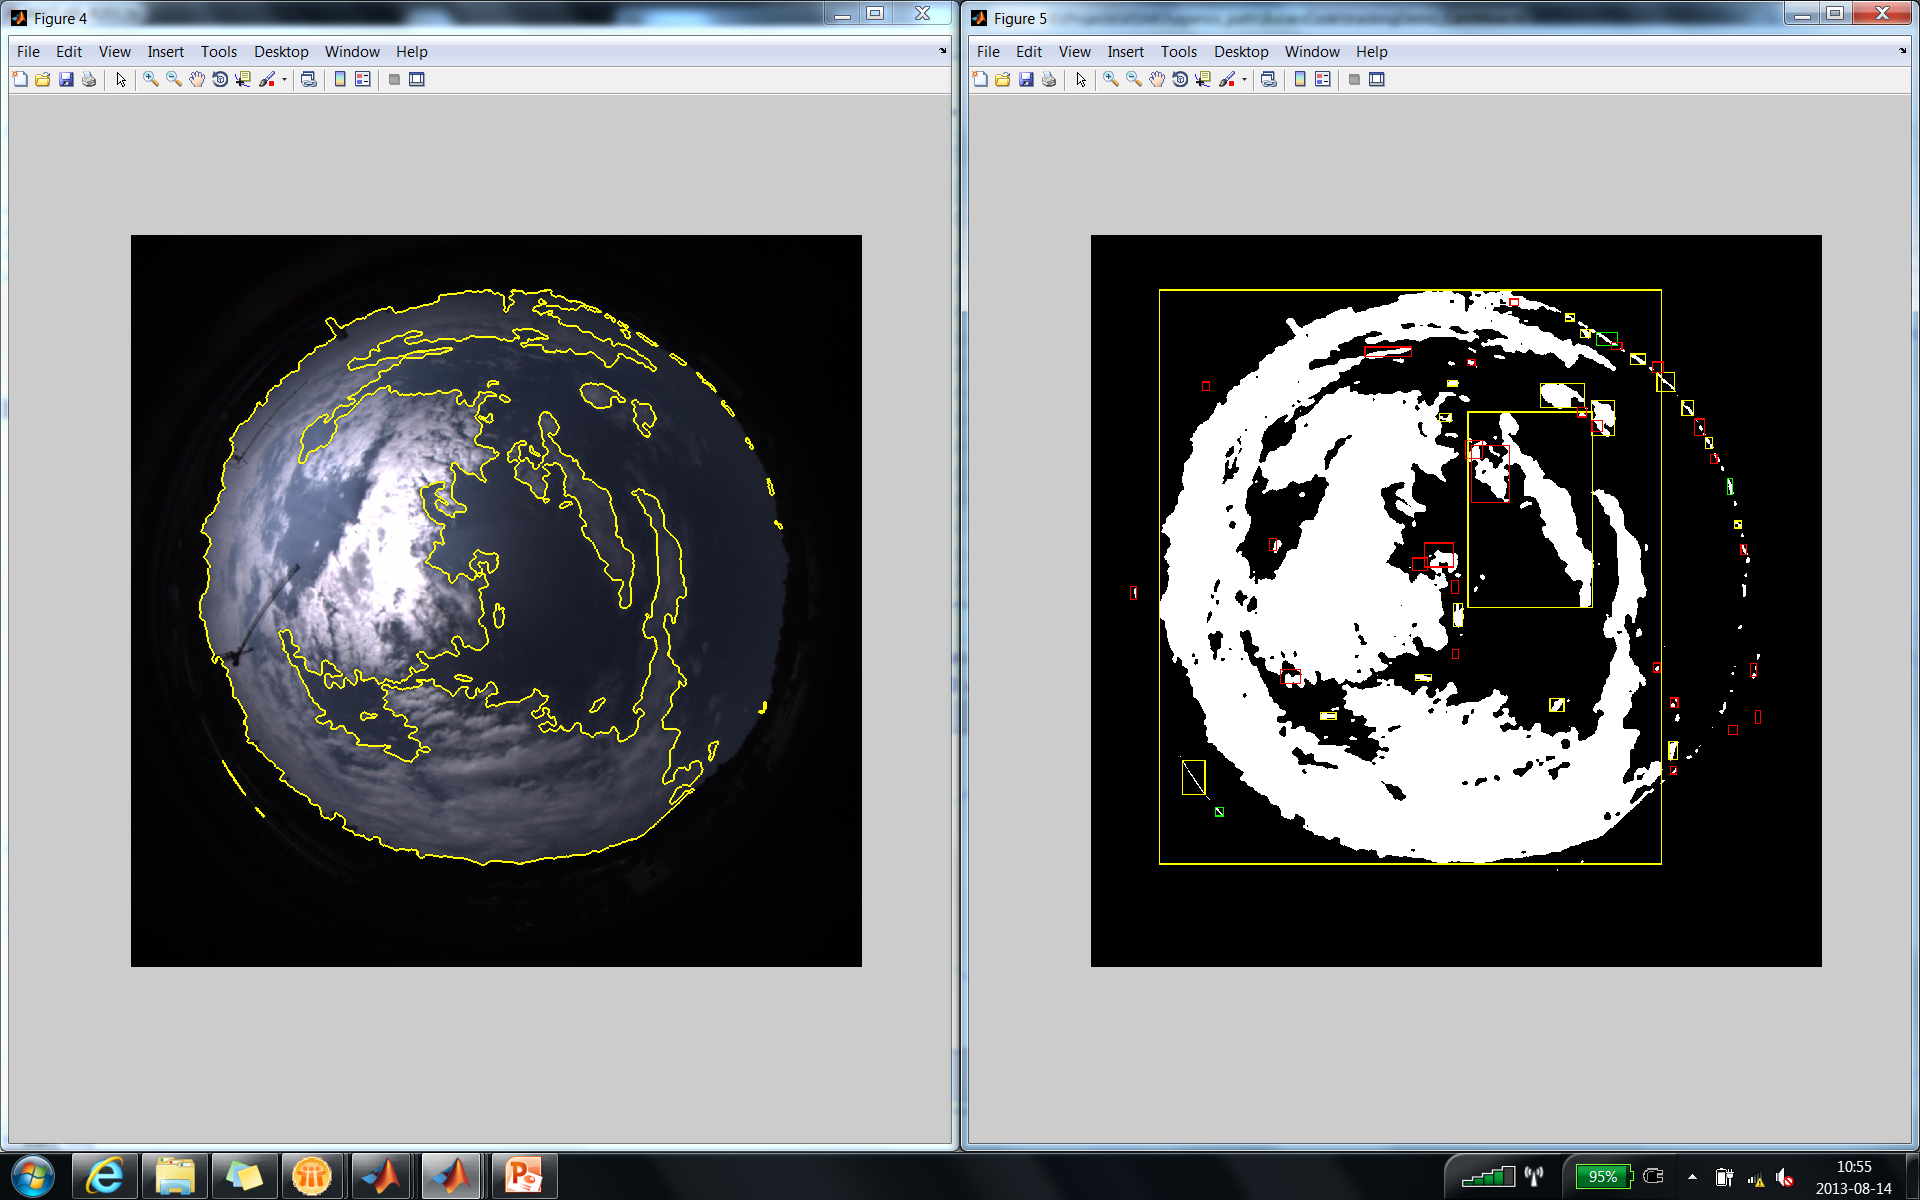 Figure 4
File Edit View Insert Tools Desktop Window Help
Figure 5
File Edit View Insert Tools Desktop Window Help
95%
10:55
2013-08-14